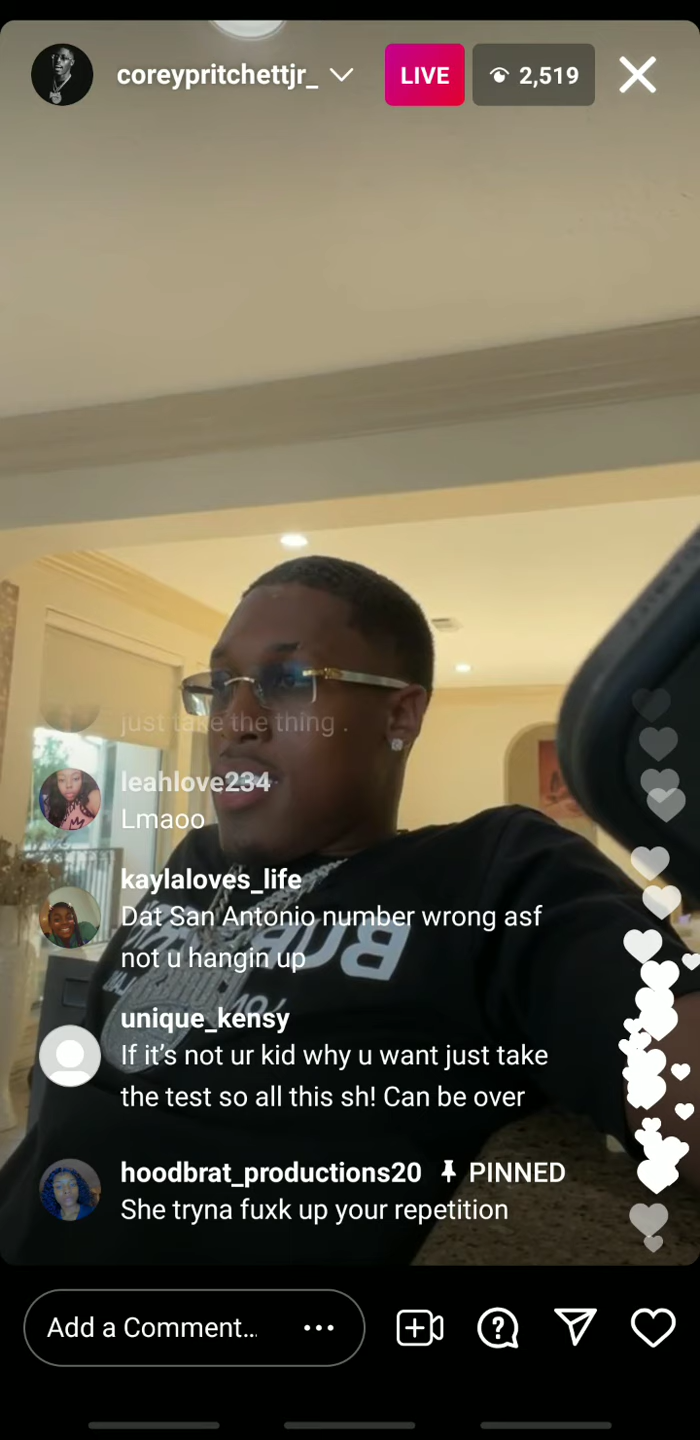 coreypritchettjr_
LIVE
2,519
just take the thing .
leahlove234
Lmaoo
kaylaloves_life
Dat San Antonio number wrong asf
not u hangin up
unique_kensy
If it’s not ur kid why u want just take
the test so all this sh! Can be over
hoodbrat_productions20 PINNED
She tryna fuxk up your repetition
Add a Comment...